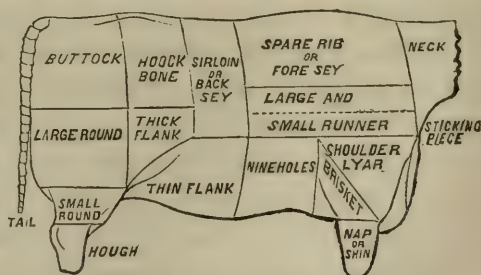 BUTTOCK
HOOCK
BONE
SIRLOIN
OR
BACK
SEY
SPARE RIB
OR
FORE SEY
NECK
LARGE AND
SMALL RUNNER
LARGE ROUND
THICK
FLANK
STICKING
PIECE
THIN FLANK
NINEHOLES
SHOULDER
LYAR
BRISKET
SMALL
ROUND
TAIL
HOUGH
NAP
OR
SHIN